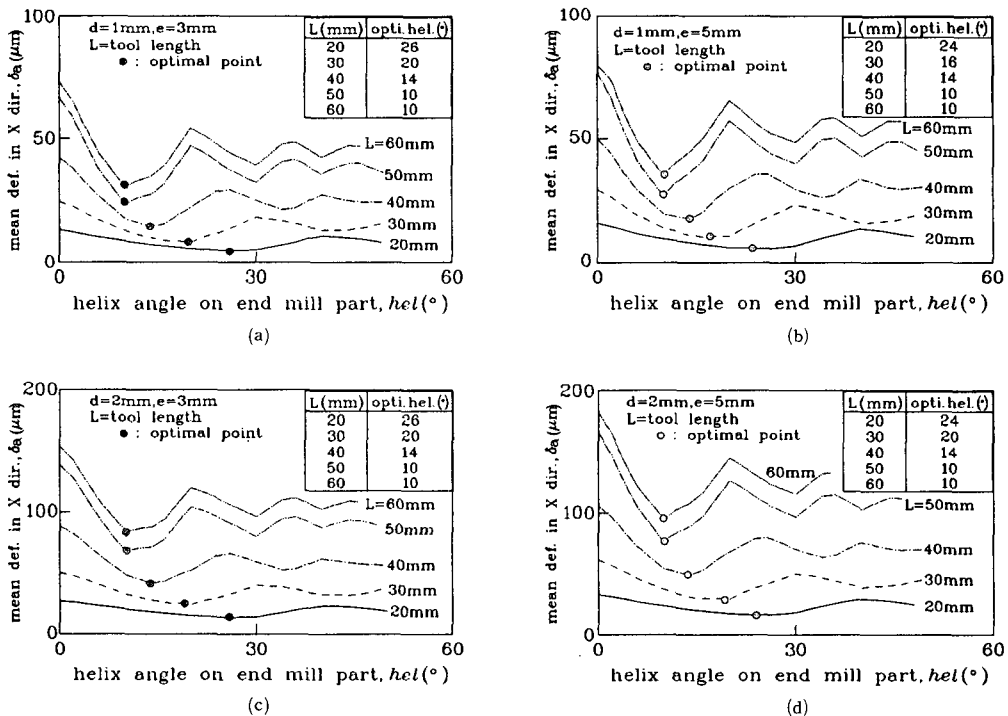 100
d=1mm,e=3mm
L=tool length
● : optimal point
L(mm) opti.hel.(°)
20 26
30 20
40 14
50 10
60 10
mean def. in X dir.,δa(μm)
50
L=60mm
50mm
40mm
30mm
20mm
0
0 30 60
helix angle on end mill part, hel(°)
(a)
100
d=1mm,e=5mm
L=tool length
⊙ : optimal point
L(mm) opti.hel.(°)
20 24
30 16
40 14
50 10
60 10
mean def. in X dir.,δa(μm)
50
L=60mm
50mm
40mm
30mm
20mm
0
0 30 60
helix angle on end mill part, hel(°)
(b)
200
d=2mm,e=3mm
L=tool length
● : optimal point
L(mm) opti.hel.(°)
20 26
30 20
40 14
50 10
60 10
mean def. in X dir.,δa(μm)
100
L=60mm
50mm
40mm
30mm
20mm
0
0 30 60
helix angle on end mill part, hel(°)
(c)
200
d=2mm,e=5mm
L=tool length
○ : optimal point
L(mm) opti.hel.(°)
20 24
30 20
40 14
50 10
60 10
mean def. in X dir.,δa(μm)
100
60mm
L=50mm
40mm
30mm
20mm
0
0 30 60
helix angle on end mill part, hel(°)
(d)